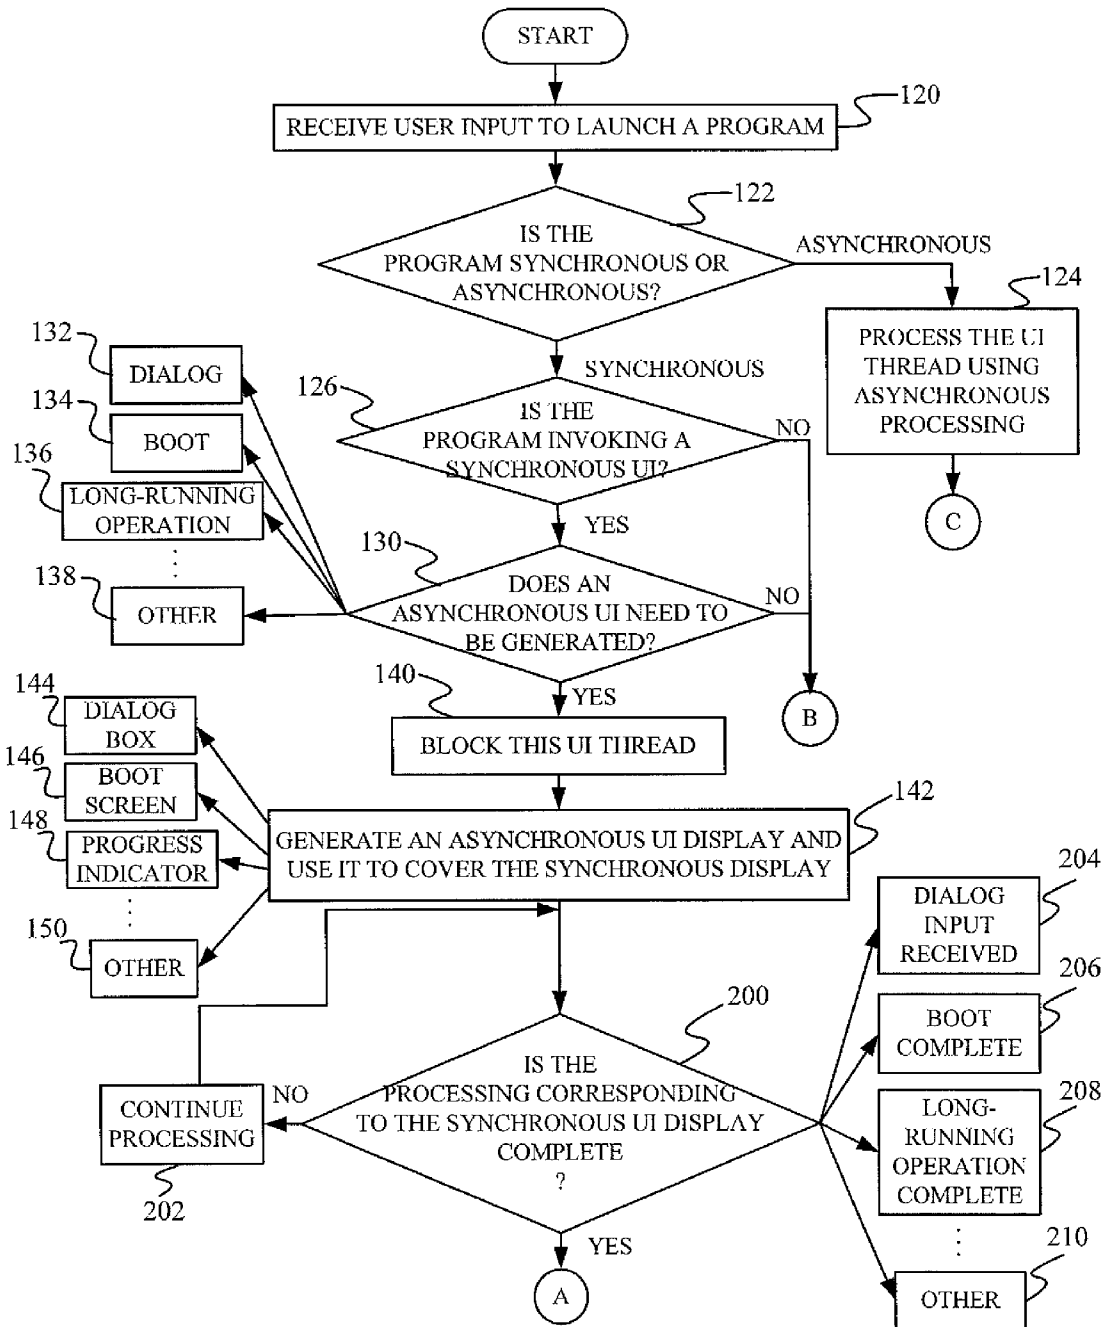 START
RECEIVE USER INPUT TO LAUNCH A PROGRAM
120
122
IS THE
PROGRAM SYNCHRONOUS OR
ASYNCHRONOUS?
ASYNCHRONOUS
124
PROCESS THE UI
THREAD USING
ASYNCHRONOUS
PROCESSING
C
SYNCHRONOUS
126
IS THE
PROGRAM INVOKING A
SYNCHRONOUS UI?
NO
YES
132
DIALOG
134
BOOT
136
LONG-RUNNING
OPERATION
138
OTHER
130
DOES AN
ASYNCHRONOUS UI NEED TO
BE GENERATED?
NO
B
YES
140
BLOCK THIS UI THREAD
142
GENERATE AN ASYNCHRONOUS UI DISPLAY AND
USE IT TO COVER THE SYNCHRONOUS DISPLAY
144
DIALOG
BOX
146
BOOT
SCREEN
148
PROGRESS
INDICATOR
150
OTHER
200
IS THE
PROCESSING CORRESPONDING
TO THE SYNCHRONOUS UI DISPLAY
COMPLETE
?
NO
CONTINUE
PROCESSING
202
YES
A
204
DIALOG
INPUT
RECEIVED
206
BOOT
COMPLETE
208
LONG-
RUNNING
OPERATION
COMPLETE
210
OTHER